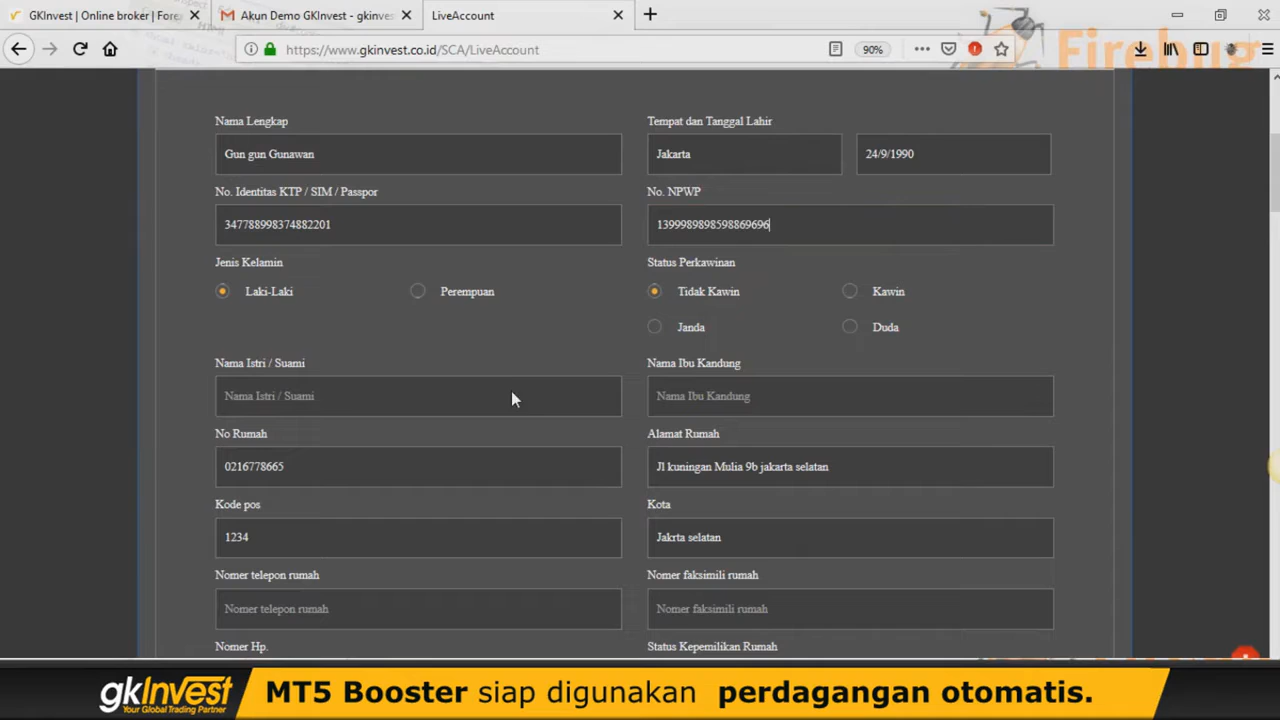 GKInvest | Online broker | Forex
Akun Demo GKInvest - gkinves
LiveAccount
https://www.gkinvest.co.id/SCA/LiveAccount
90%
Firebug
Nama Lengkap
Tempat dan Tanggal Lahir
Gun gun Gunawan
Jakarta
24/9/1990
No. Identitas KTP / SIM / Passpor
No. NPWP
347788998374882201
1399989898598869696
Jenis Kelamin
Status Perkawinan
Laki-Laki
Perempuan
Tidak Kawin
Kawin
Janda
Duda
Nama Istri / Suami
Nama Ibu Kandung
Nama Istri / Suami
Nama Ibu Kandung
No Rumah
Alamat Rumah
0216778665
Jl kuningan Mulia 9b jakarta selatan
Kode pos
Kota
1234
Jakrta selatan
Nomer telepon rumah
Nomer faksimili rumah
Nomer telepon rumah
Nomer faksimili rumah
Nomer Hp.
Status Kepemilikan Rumah
gkInvest
Your Global Trading Partner
MT5 Booster siap digunakan perdagangan otomatis.